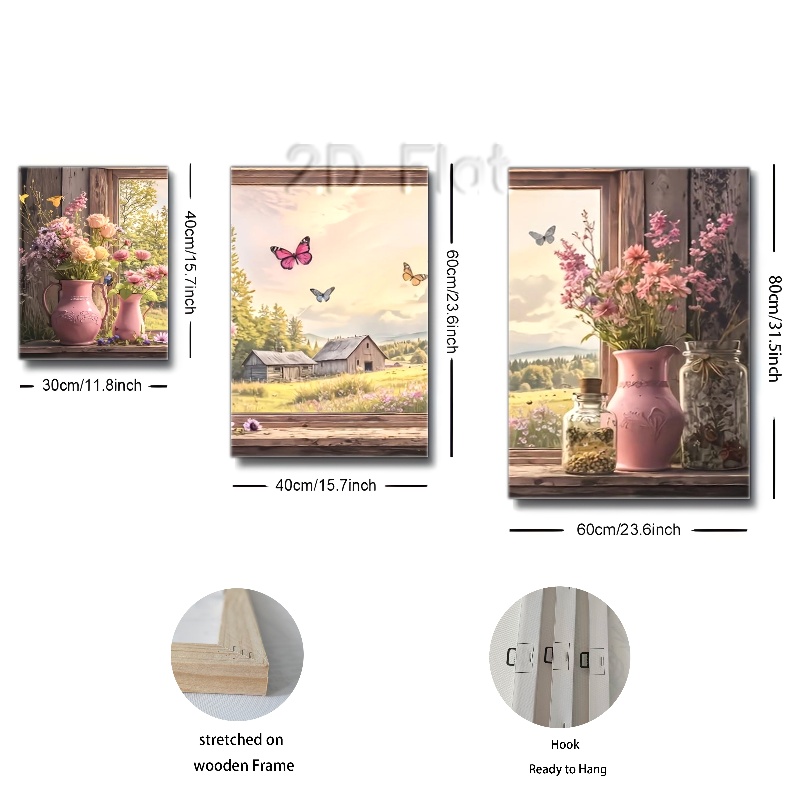 2D Flat
40cm/15.7inch
30cm/11.8inch
60cm/23.6inch
40cm/15.7inch
80cm/31.5inch
60cm/23.6inch
stretched on
wooden Frame
Hook
Ready to Hang